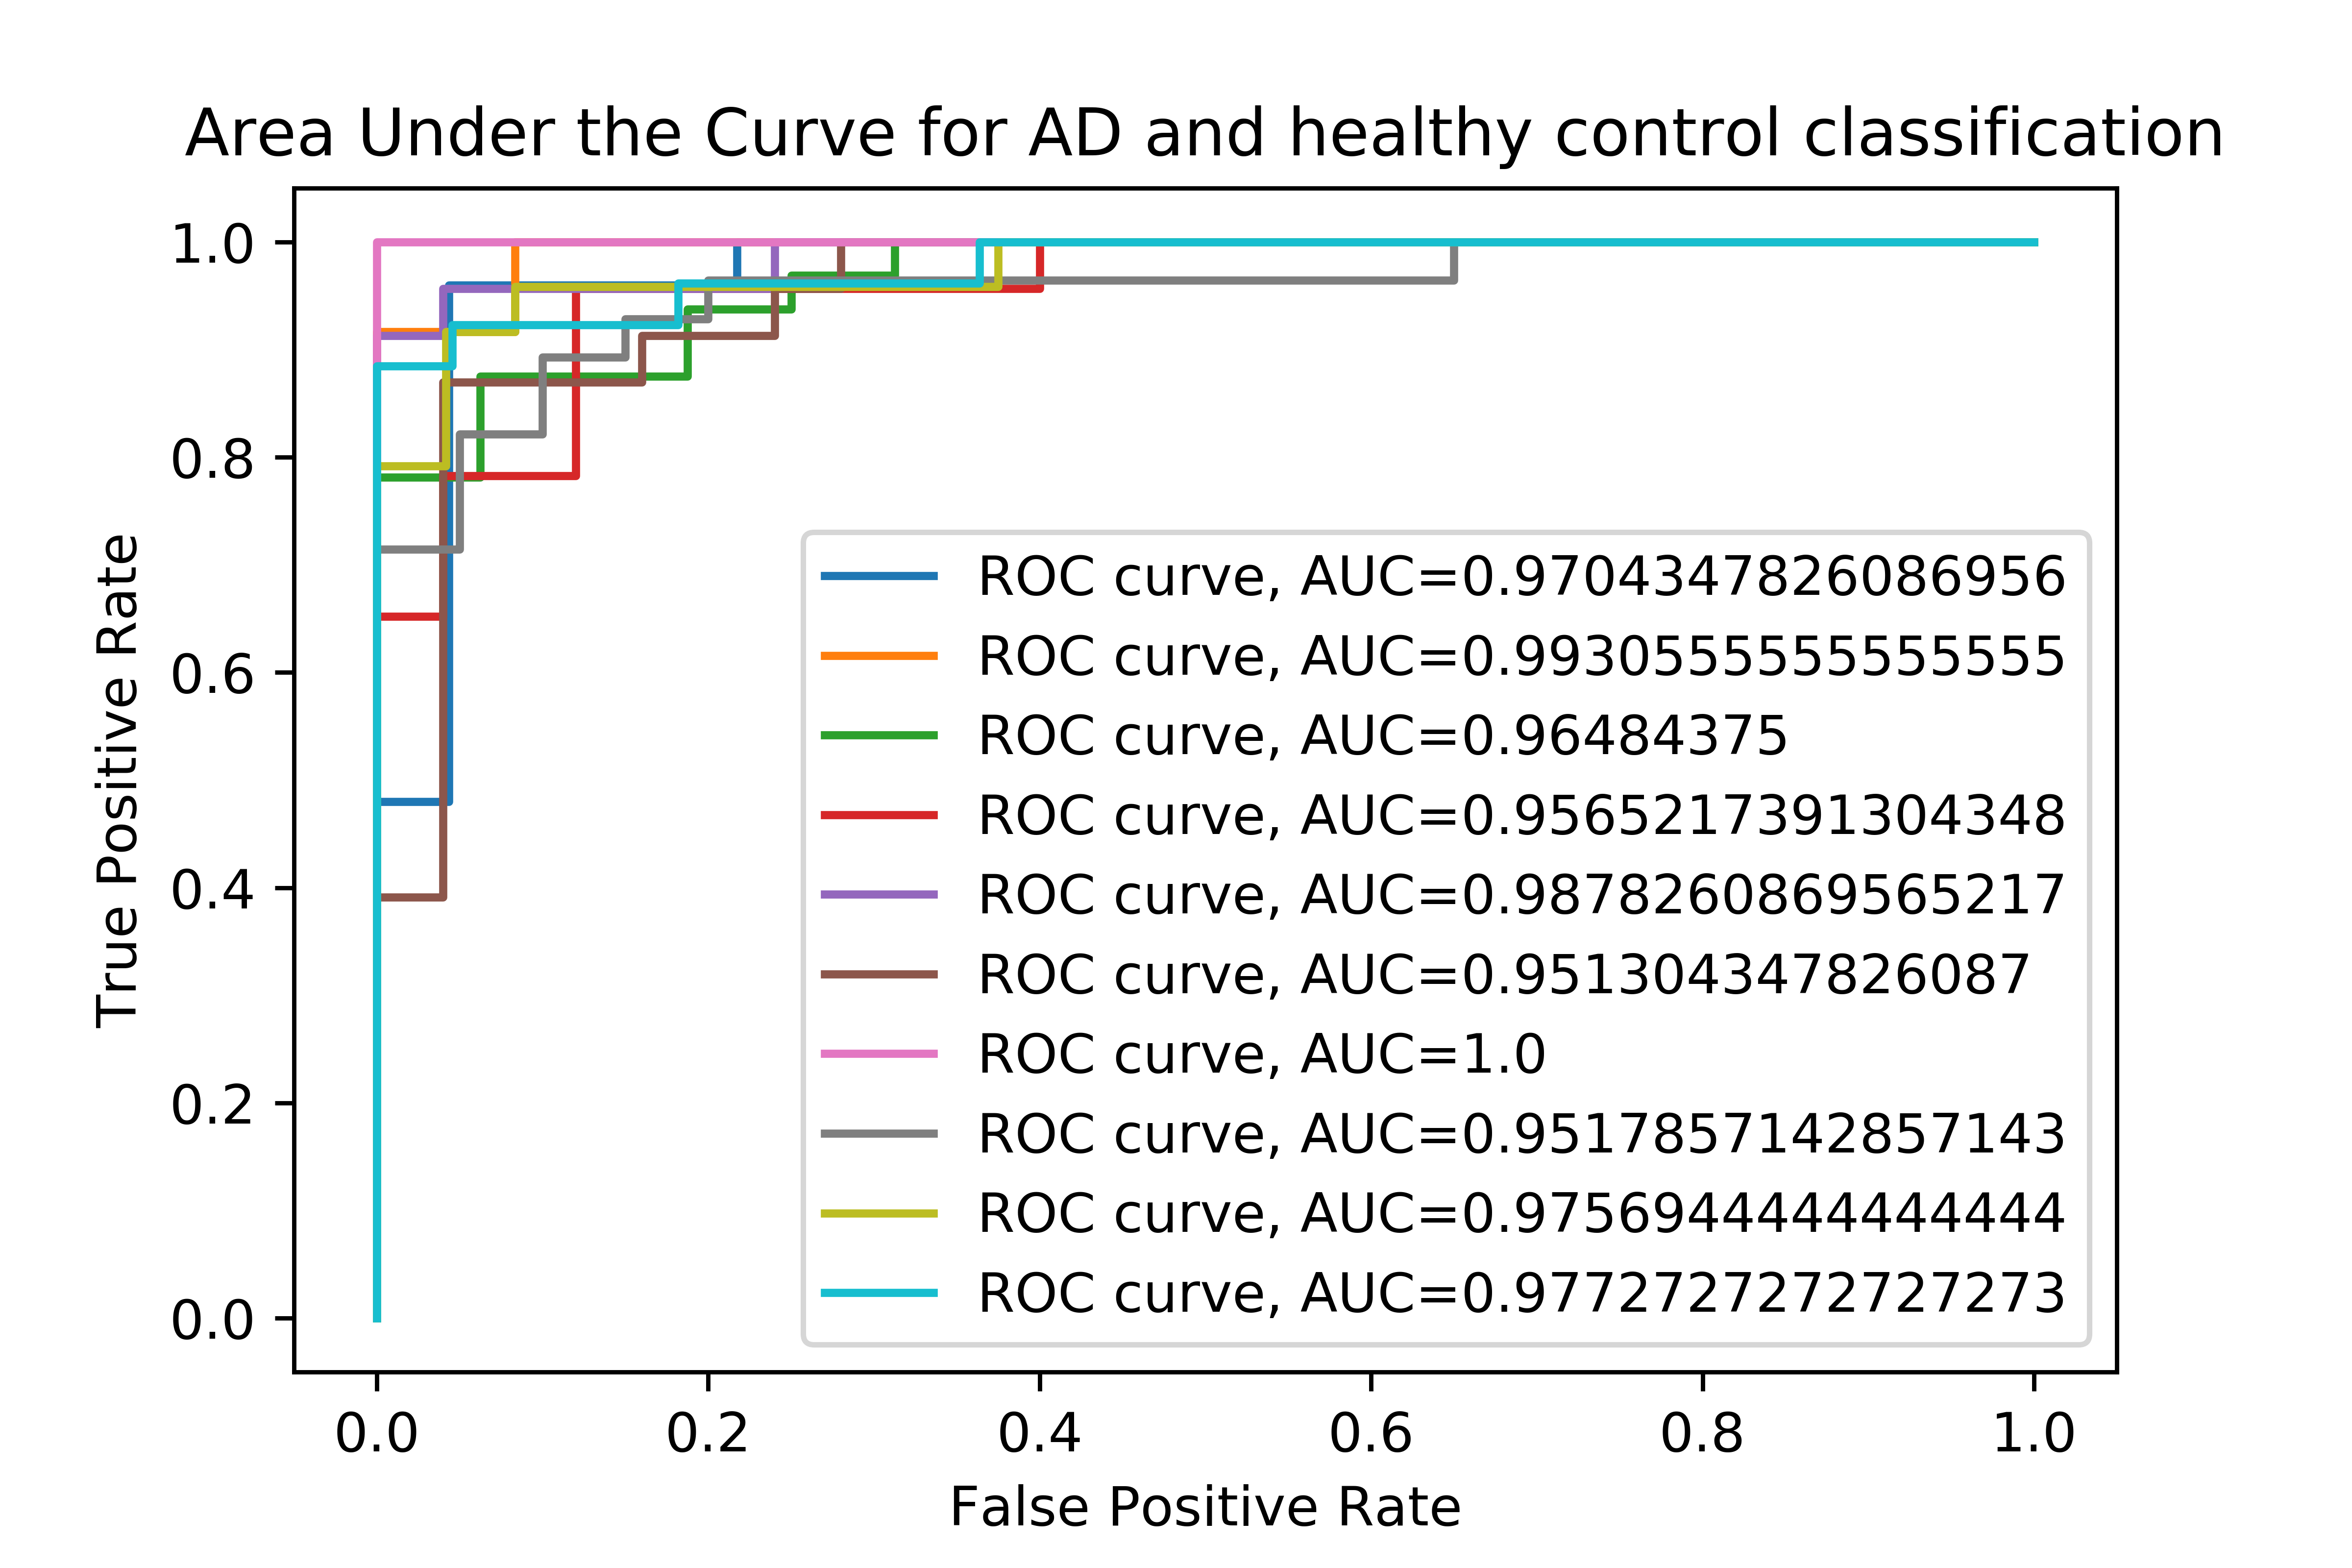 Area Under the Curve for AD and healthy control classification
1.0
0.8
0.6
0.4
0.2
0.0
True Positive Rate
ROC curve, AUC=0.9704347826086956
ROC curve, AUC=0.9930555555555555
ROC curve, AUC=0.96484375
ROC curve, AUC=0.9565217391304348
ROC curve, AUC=0.9878260869565217
ROC curve, AUC=0.951304347826087
ROC curve, AUC=1.0
ROC curve, AUC=0.9517857142857143
ROC curve, AUC=0.9756944444444444
ROC curve, AUC=0.9772727272727273
0.0 0.2 0.4 0.6 0.8 1.0
False Positive Rate